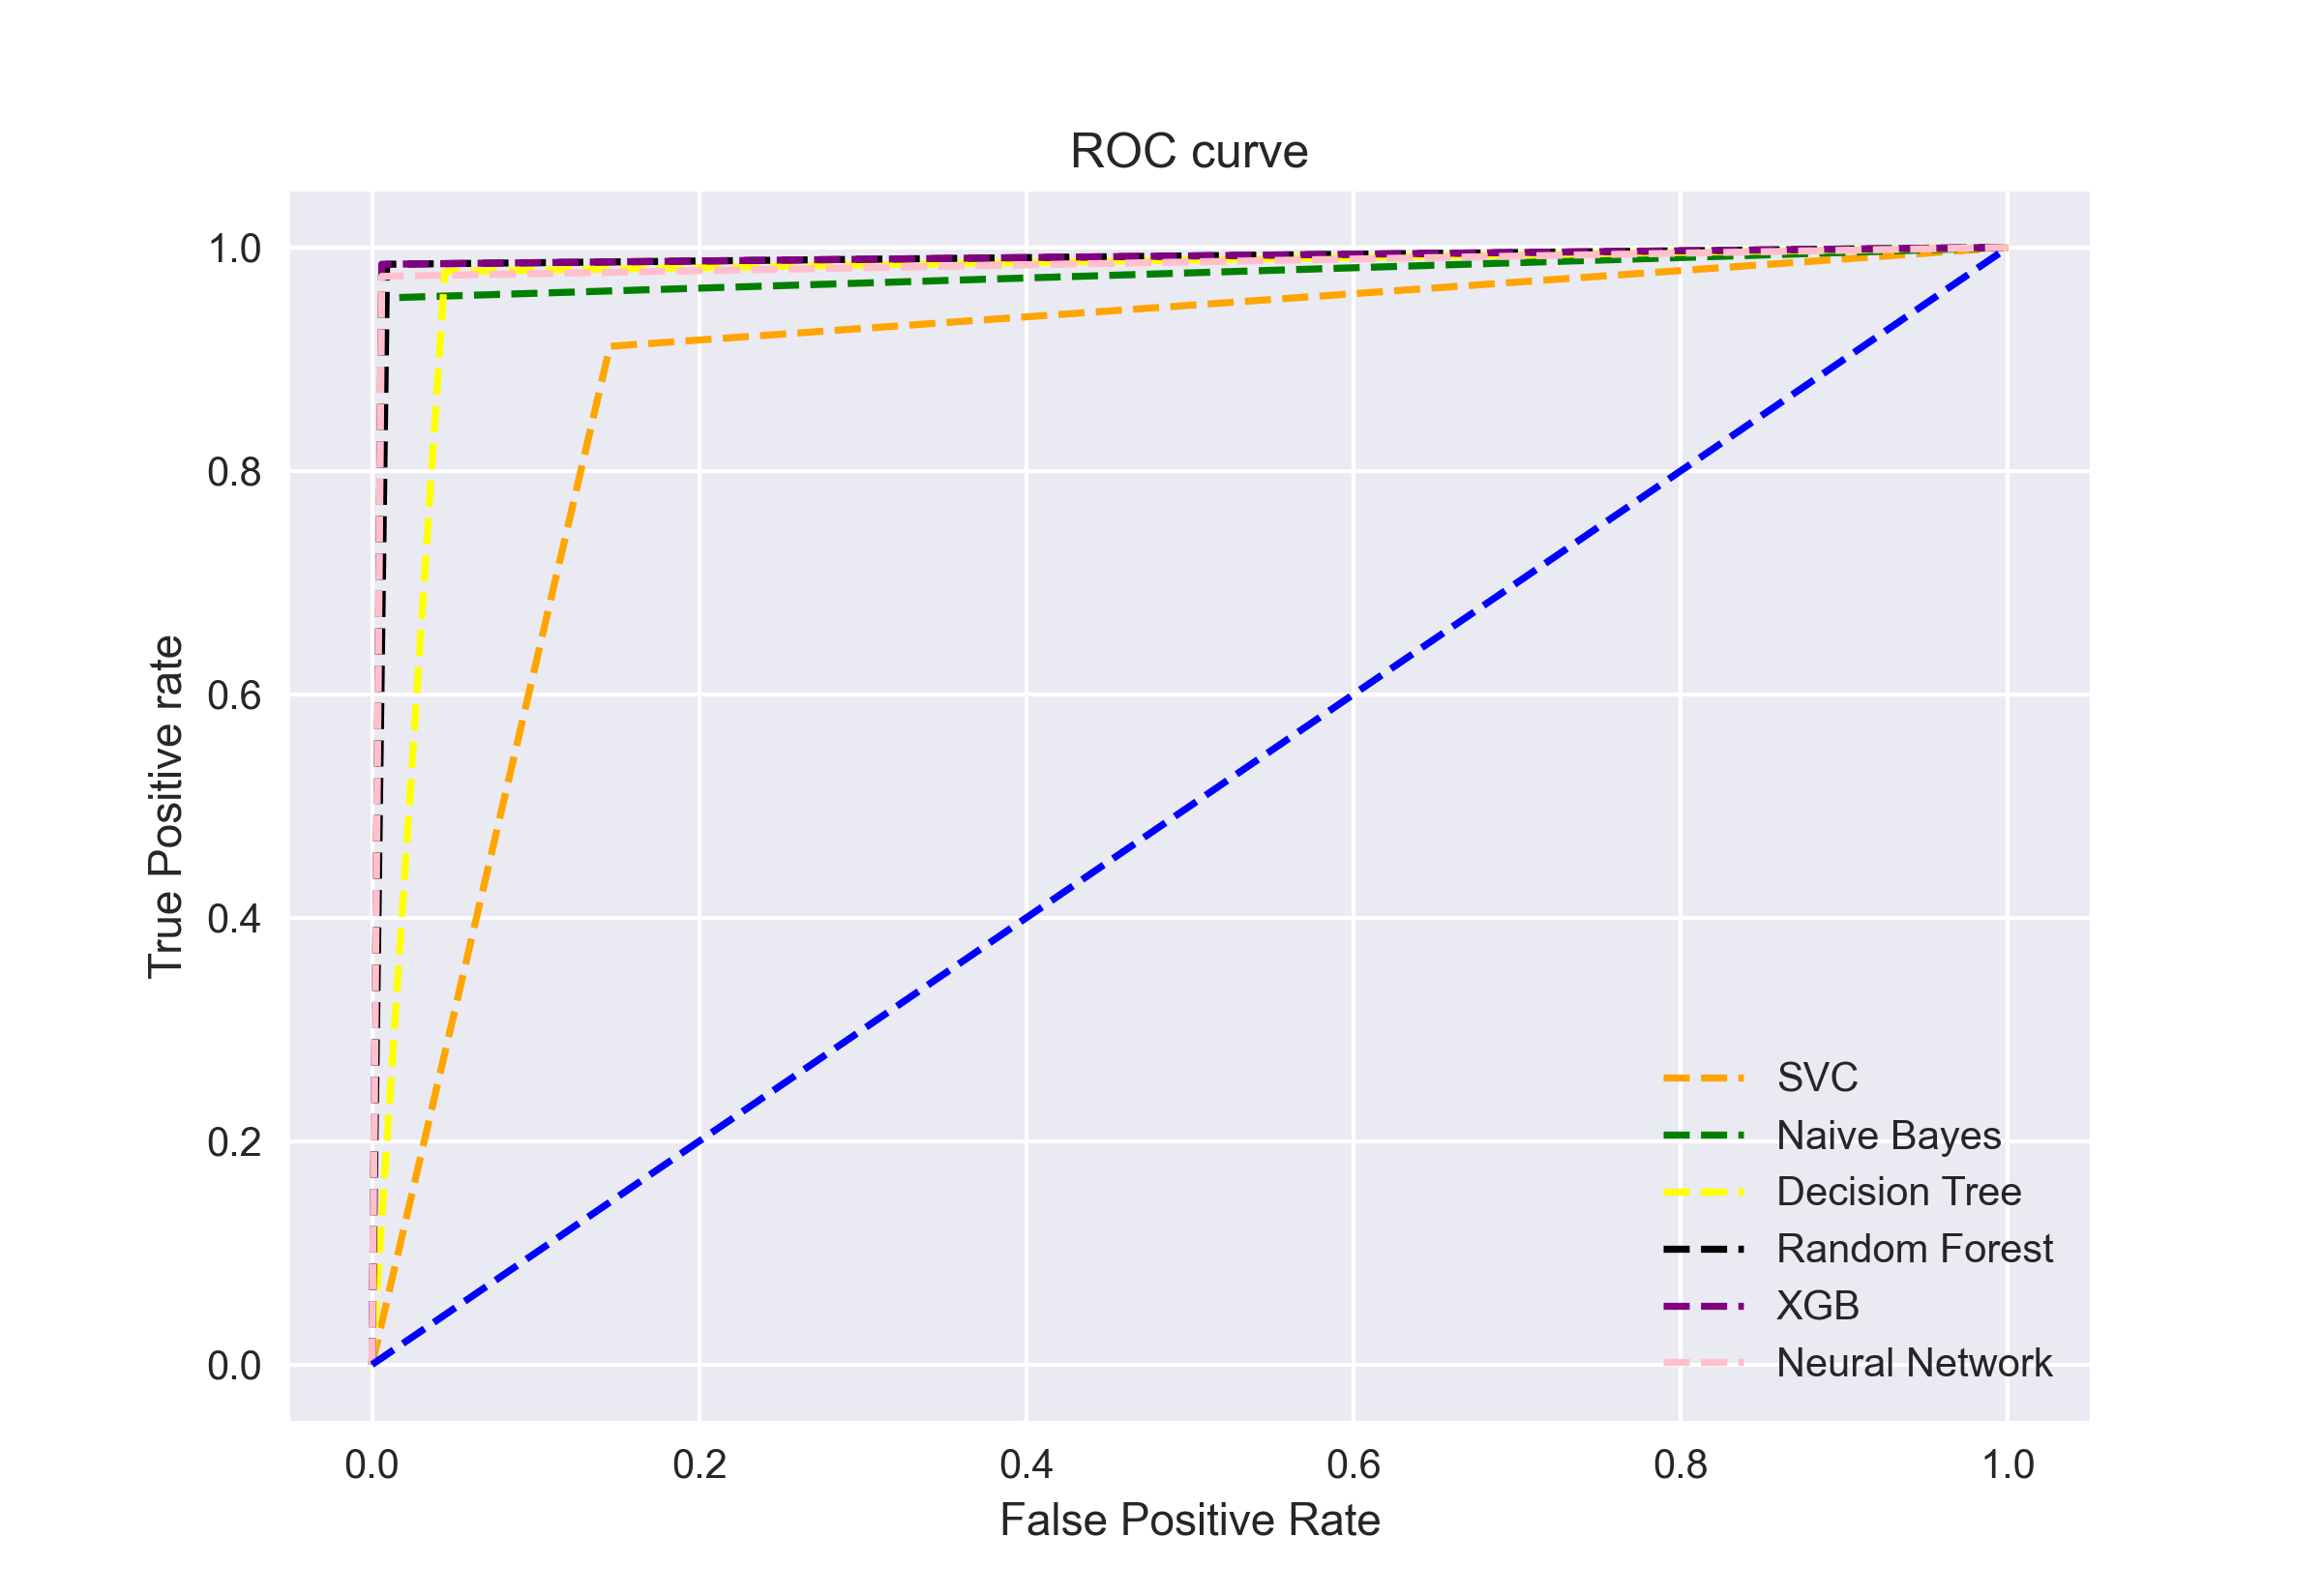 ROC curve
True Positive rate
1.0
0.8
0.6
0.4
0.2
0.0
SVC
Naive Bayes
Decision Tree
Random Forest
XGB
Neural Network
0.0 0.2 0.4 0.6 0.8 1.0
False Positive Rate